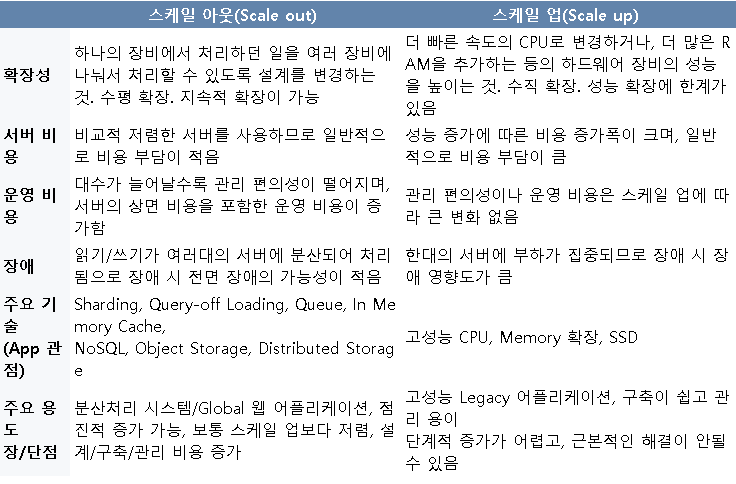 스케일 아웃(Scale out)
스케일 업(Scale up)
확장성
하나의 장비에서 처리하던 일을 여러 장비에
나눠서 처리할 수 있도록 설계를 변경하는
것. 수평 확장. 지속적 확장이 가능
더 빠른 속도의 CPU로 변경하거나, 더 많은 R
AM을 추가하는 등의 하드웨어 장비의 성능
을 높이는 것. 수직 확장. 성능 확장에 한계가
있음
서버 비
용
비교적 저렴한 서버를 사용하므로 일반적으
로 비용 부담이 적음
성능 증가에 따른 비용 증가폭이 크며, 일반
적으로 비용 부담이 큼
운영 비
용
대수가 늘어날수록 관리 편의성이 떨어지며,
서버의 상면 비용을 포함한 운영 비용이 증
가함
관리 편의성이나 운영 비용은 스케일 업에 따
라 큰 변화 없음
장애
읽기/쓰기가 여러대의 서버에 분산되어 처리
됨으로 장애 시 전면 장애의 가능성이 적음
한대의 서버에 부하가 집중되므로 장애 시 장
애 영향도가 큼
주요 기
술
(App 관
점)
Sharding, Query-off Loading, Queue, In Me
mory Cache,
NoSQL, Object Storage, Distributed Storag
e
고성능 CPU, Memory 확장, SSD
주요 용
도
장/단점
분산처리 시스템/Global 웹 어플리케이션, 점
진적 증가 가능, 보통 스케일 업보다 저렴, 설
계/구축/관리 비용 증가
고성능 Legacy 어플리케이션, 구축이 쉽고 관
리 용이
단계적 증가가 어렵고, 근본적인 해결이 안될
수 있음